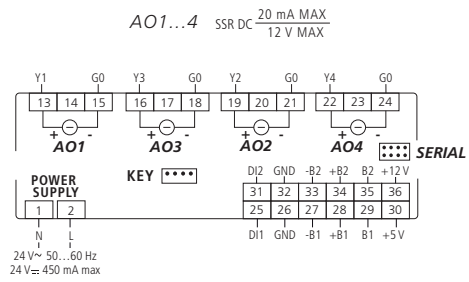 AO1...4 SSR DC 20 mA MAX
12 V MAX
Y1 G0 Y3 G0 Y2 G0 Y4 G0
13 14 15 16 17 18 19 20 21 22 23 24
+ - + - + - + -
AO1 AO3 AO2 AO4
SERIAL
KEY
DI2 GND -B2 +B2 B2 +12 V
POWER
SUPPLY
31 32 33 34 35 36
1 2 25 26 27 28 29 30
N L DI1 GND -B1 +B1 B1 +5 V
24 V~ 50...60 Hz
24 V⎓ 450 mA max